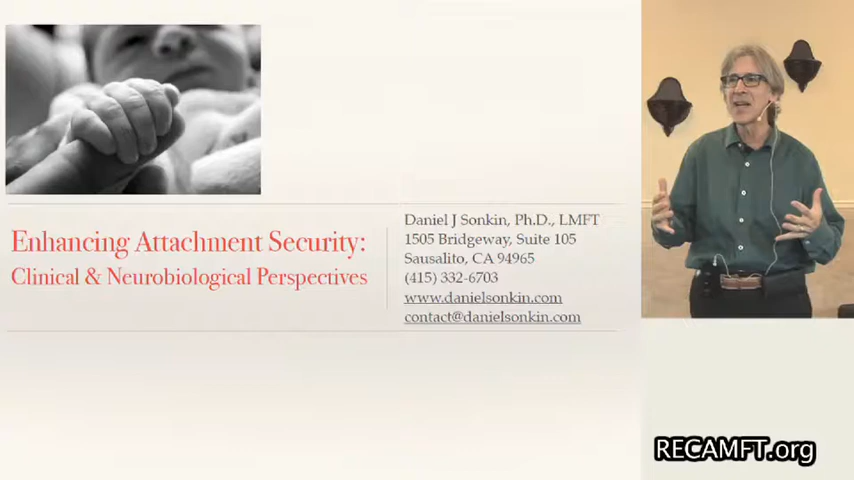 Enhancing Attachment Security:
Clinical & Neurobiological Perspectives
Daniel J Sonkin, Ph.D., LMFT
1505 Bridgeway, Suite 105
Sausalito, CA 94965
(415) 332-6703
www.danielsonkin.com
contact@danielsonkin.com
RECAMFT.org